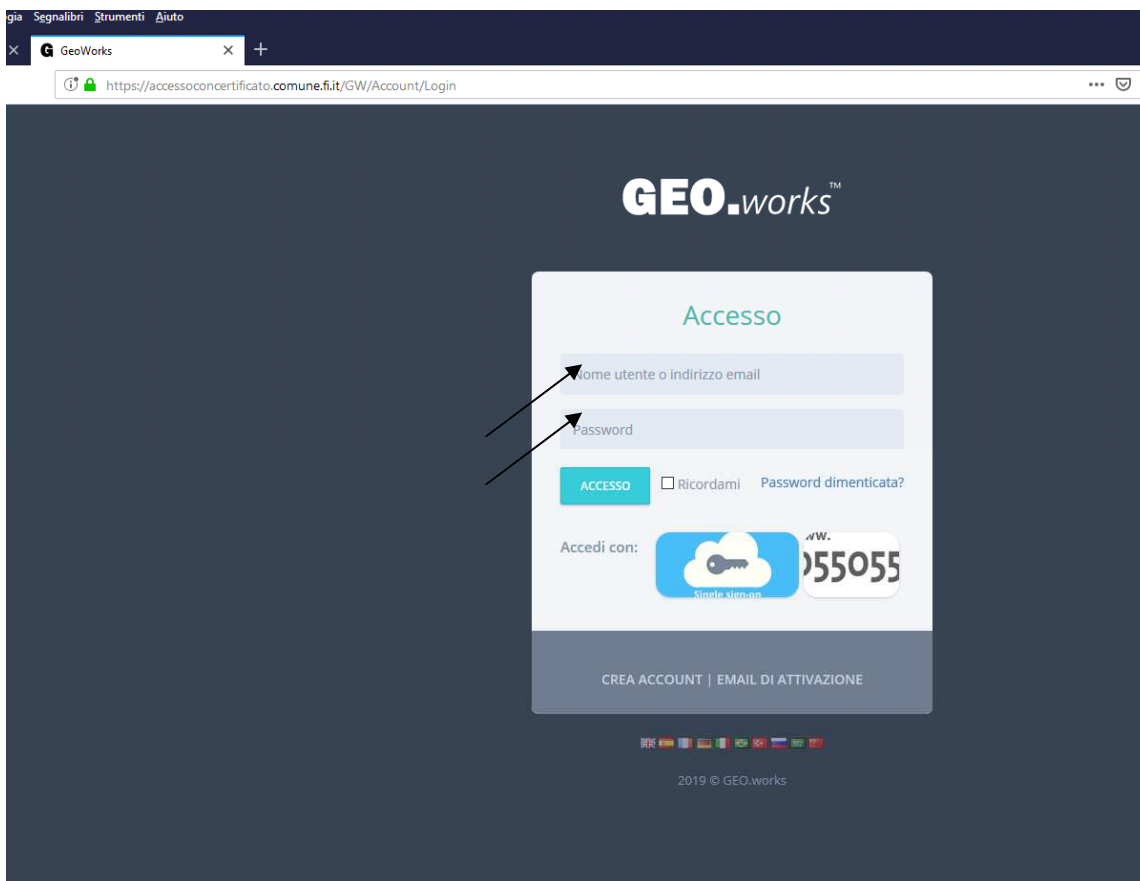 gia Segnalibri Strumenti Aiuto
G GeoWorks
https://accessoconcertificato.comune.fi.it/GW/Account/Login
GEO.works™
Accesso
Nome utente o indirizzo email
Password
ACCESSO Ricordami Password dimenticata?
Accedi con: Single sign-on ww. 055055
CREA ACCOUNT | EMAIL DI ATTIVAZIONE
2019 © GEO.works